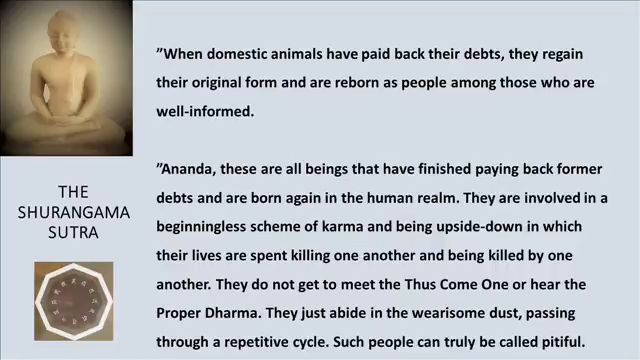 ”When domestic animals have paid back their debts, they regain
their original form and are reborn as people among those who are
well-informed.
”Ananda, these are all beings that have finished paying back former
debts and are born again in the human realm. They are involved in a
beginningless scheme of karma and being upside-down in which
their lives are spent killing one another and being killed by one
another. They do not get to meet the Thus Come One or hear the
Proper Dharma. They just abide in the wearisome dust, passing
through a repetitive cycle. Such people can truly be called pitiful.
THE
SHURANGAMA
SUTRA